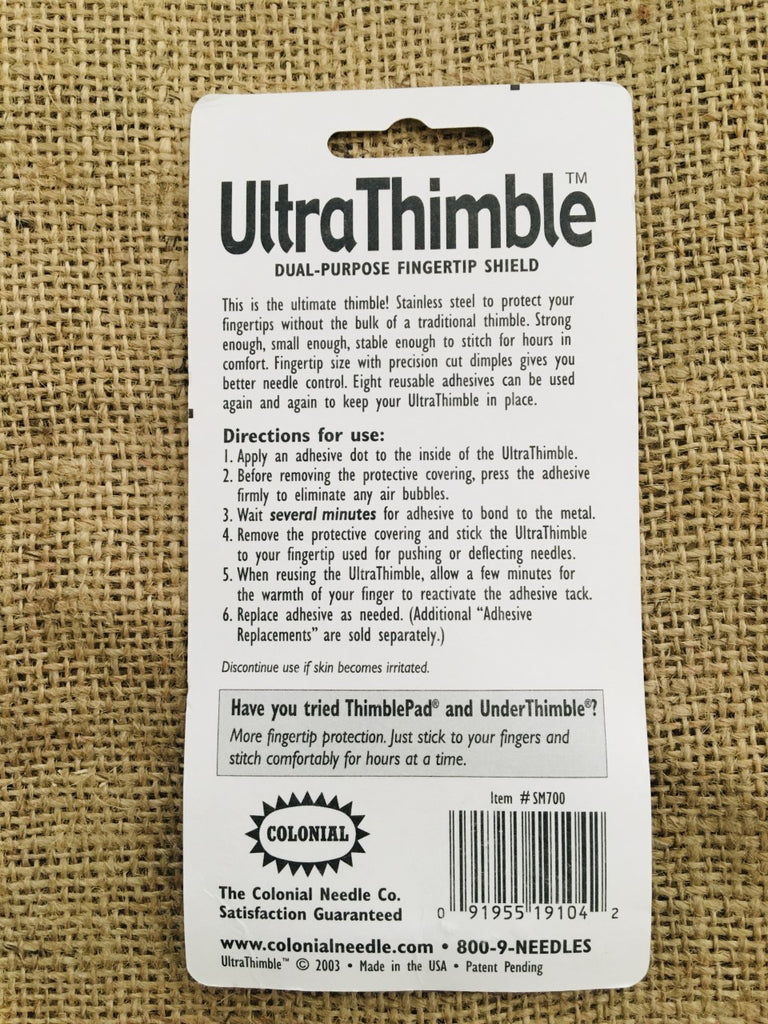 UltraThimble™
DUAL-PURPOSE FINGERTIP SHIELD
This is the ultimate thimble! Stainless steel to protect your
fingertips without the bulk of a traditional thimble. Strong
enough, small enough, stable enough to stitch for hours in
comfort. Fingertip size with precision cut dimples gives you
better needle control. Eight reusable adhesives can be used
again and again to keep your UltraThimble in place.
Directions for use:
1. Apply an adhesive dot to the inside of the UltraThimble.
2. Before removing the protective covering, press the adhesive
firmly to eliminate any air bubbles.
3. Wait several minutes for adhesive to bond to the metal.
4. Remove the protective covering and stick the UltraThimble
to your fingertip used for pushing or deflecting needles.
5. When reusing the UltraThimble, allow a few minutes for
the warmth of your finger to reactivate the adhesive tack.
6. Replace adhesive as needed. (Additional “Adhesive
Replacements” are sold separately.)
Discontinue use if skin becomes irritated.
Have you tried ThimblePad® and UnderThimble®?
More fingertip protection. Just stick to your fingers and
stitch comfortably for hours at a time.
COLONIAL
The Colonial Needle Co.
Satisfaction Guaranteed
Item #SM700
0 91955 19104 2
www.colonialneedle.com • 800-9-NEEDLES
UltraThimble™ © 2003 • Made in the USA • Patent Pending